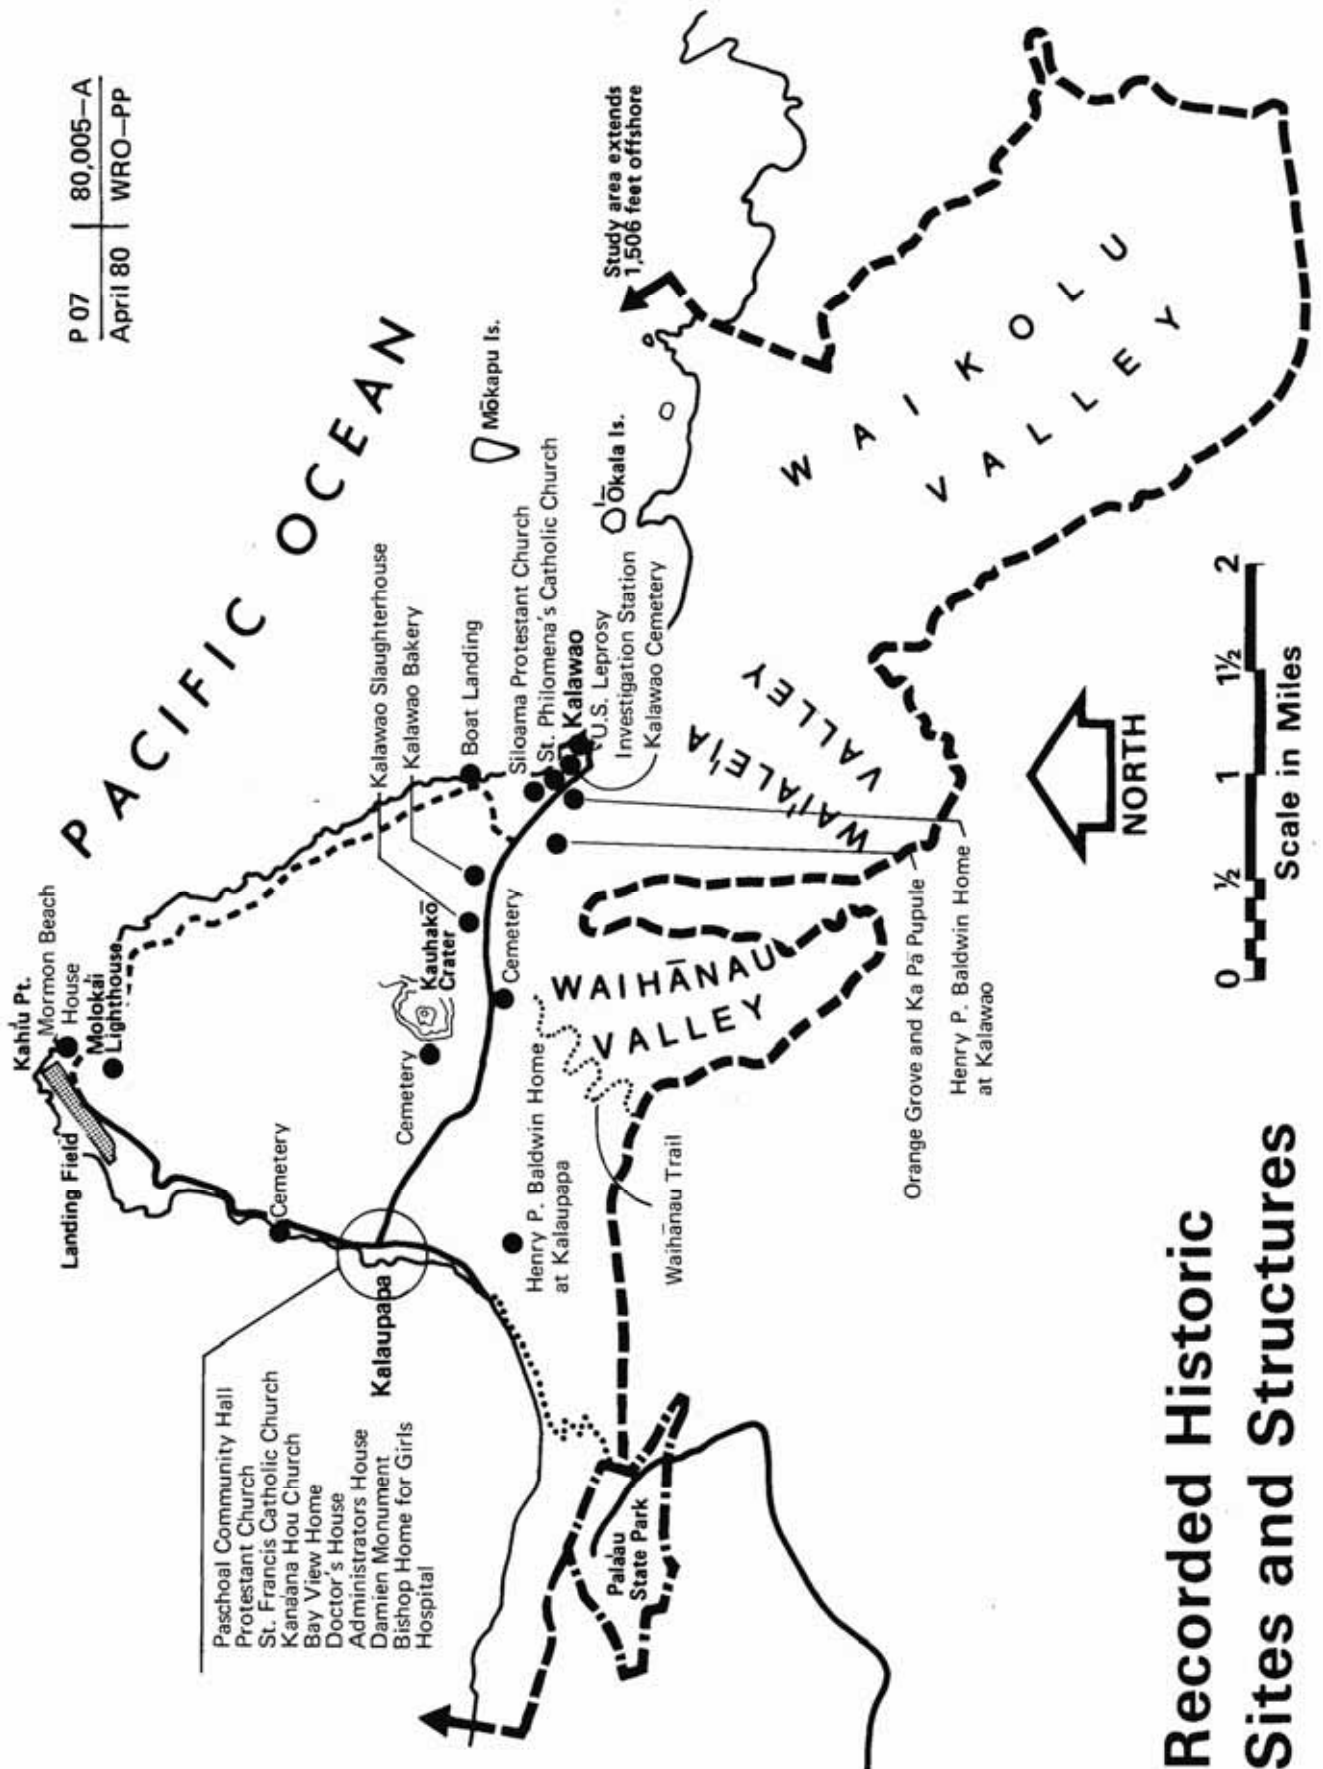 P 07 | 80,005–A
April 80 | WRO–PP
PACIFIC OCEAN
Kahiu Pt.
Mormon Beach
House
Molokai
Lighthouse
Landing Field
Cemetery
Kalaupapa
Paschoal Community Hall
Protestant Church
St. Francis Catholic Church
Kana'ana Hou Church
Bay View Home
Doctor's House
Administrators House
Damien Monument
Bishop Home for Girls
Hospital
Kauhakō
Crater
Cemetery
Cemetery
Kalawao Slaughterhouse
Kalawao Bakery
Boat Landing
Siloama Protestant Church
St. Philomena's Catholic Church
Kalawao
U.S. Leprosy
Investigation Station
Kalawao Cemetery
Mōkapu Is.
Ōkala Is.
Study area extends
1,506 feet offshore
Henry P. Baldwin Home
at Kalaupapa
Waihānau Trail
WAIHĀNAU
VALLEY
WAI'ALE'IA
VALLEY
WAIKOLU
VALLEY
Orange Grove and Ka Pā Pupule
Henry P. Baldwin Home
at Kalawao
Pala'au
State Park
NORTH
0 ½ 1 1½ 2
Scale in Miles
Recorded Historic
Sites and Structures